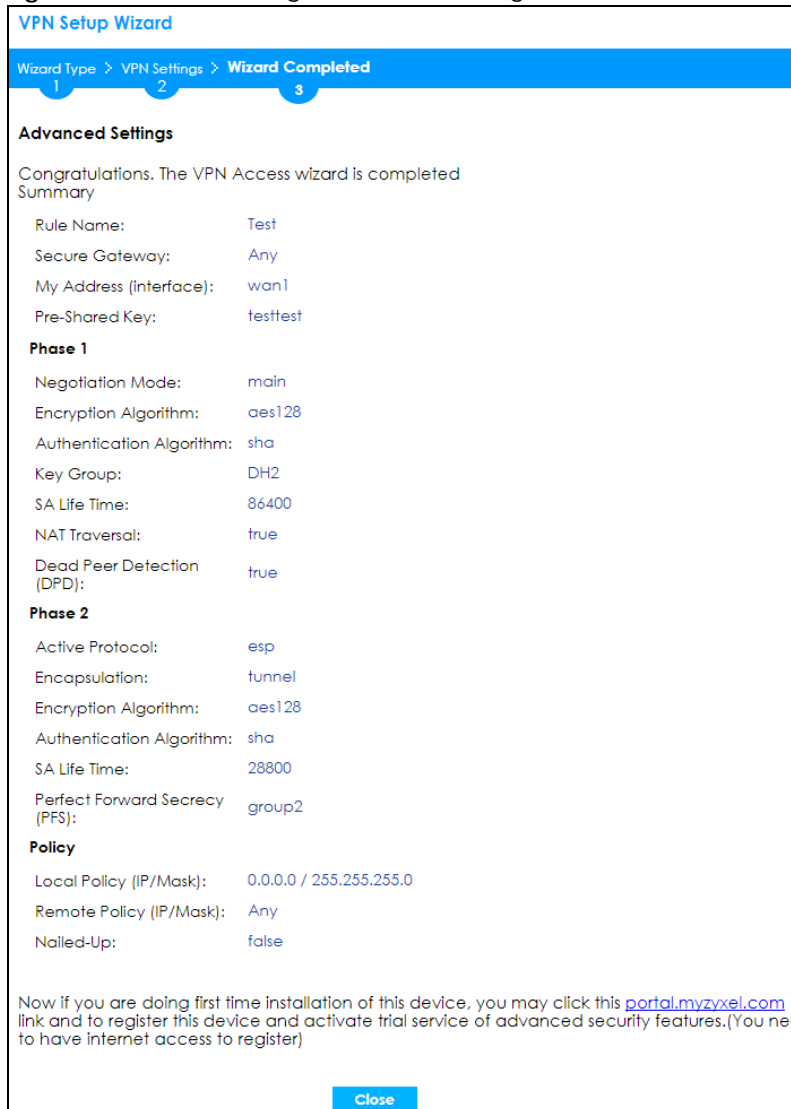 VPN Setup Wizard
Wizard Type > VPN Settings > Wizard Completed
1 2 3
Advanced Settings
Congratulations. The VPN Access wizard is completed
Summary
Rule Name: Test
Secure Gateway: Any
My Address (interface): wan1
Pre-Shared Key: testtest
Phase 1
Negotiation Mode: main
Encryption Algorithm: aes128
Authentication Algorithm: sha
Key Group: DH2
SA Life Time: 86400
NAT Traversal: true
Dead Peer Detection
(DPD): true
Phase 2
Active Protocol: esp
Encapsulation: tunnel
Encryption Algorithm: aes128
Authentication Algorithm: sha
SA Life Time: 28800
Perfect Forward Secrecy
(PFS): group2
Policy
Local Policy (IP/Mask): 0.0.0.0 / 255.255.255.0
Remote Policy (IP/Mask): Any
Nailed-Up: false
Now if you are doing first time installation of this device, you may click this portal.myzyxel.com
link and to register this device and activate trial service of advanced security features.(You ne
to have internet access to register)
Close